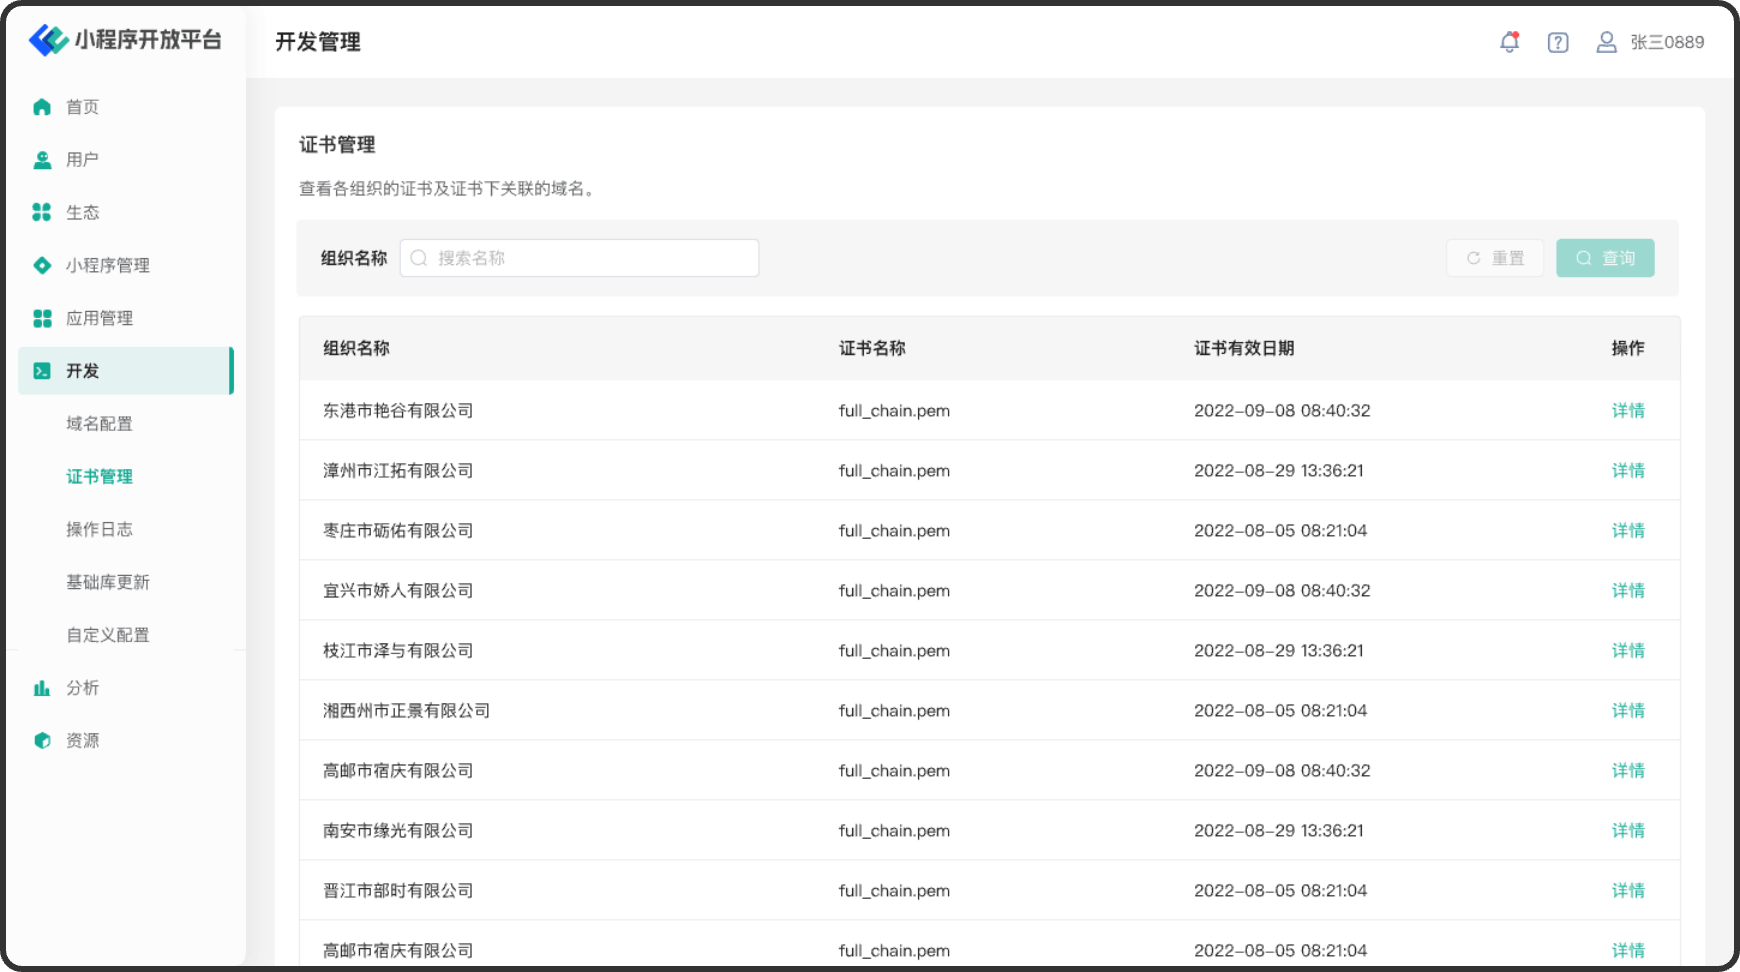 小程序开放平台
开发管理
张三0889
首页
用户
生态
小程序管理
应用管理
开发
域名配置
证书管理
操作日志
基础库更新
自定义配置
分析
资源
证书管理
查看各组织的证书及证书下关联的域名。
组织名称 搜索名称 重置 查询
组织名称 证书名称 证书有效日期 操作
东港市艳谷有限公司 full_chain.pem 2022-09-08 08:40:32 详情
漳州市江拓有限公司 full_chain.pem 2022-08-29 13:36:21 详情
枣庄市砺佑有限公司 full_chain.pem 2022-08-05 08:21:04 详情
宜兴市娇人有限公司 full_chain.pem 2022-09-08 08:40:32 详情
枝江市泽与有限公司 full_chain.pem 2022-08-29 13:36:21 详情
湘西州市正景有限公司 full_chain.pem 2022-08-05 08:21:04 详情
高邮市宿庆有限公司 full_chain.pem 2022-09-08 08:40:32 详情
南安市缘光有限公司 full_chain.pem 2022-08-29 13:36:21 详情
晋江市部时有限公司 full_chain.pem 2022-08-05 08:21:04 详情
高邮市宿庆有限公司 full_chain.pem 2022-08-05 08:21:04 详情